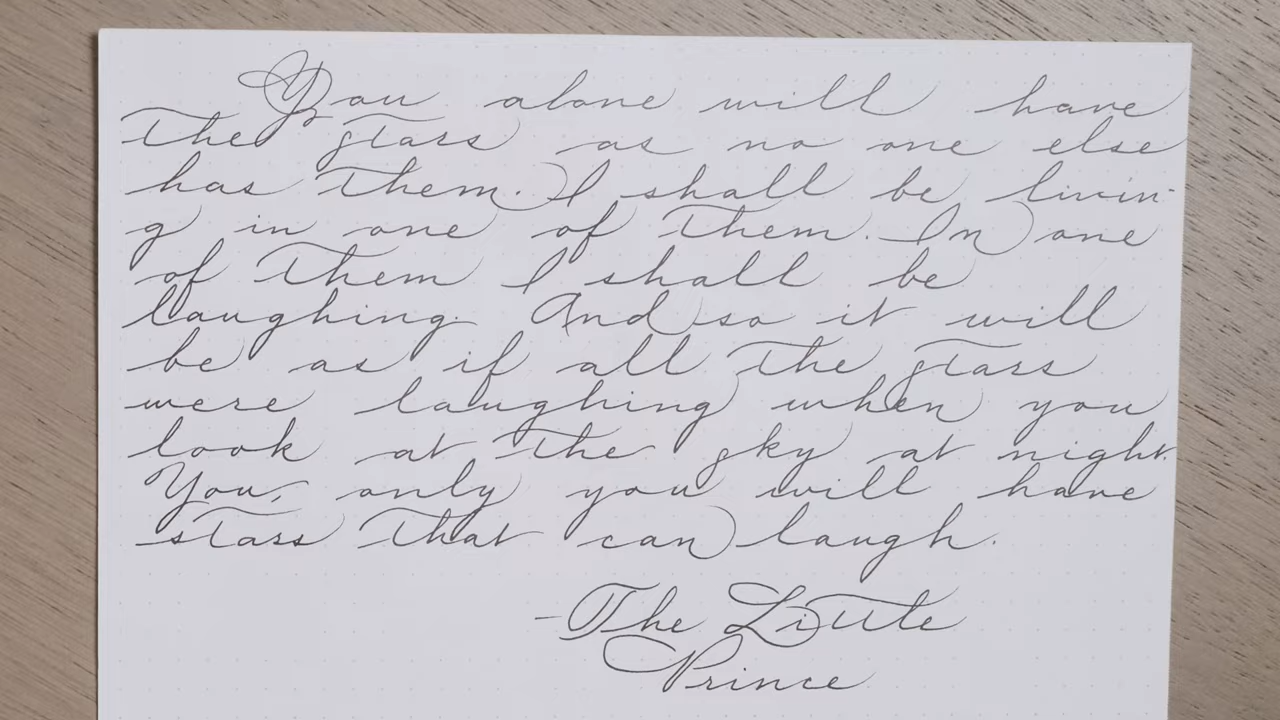 You alone will have
the stars as no one else
has them. I shall be livin-
g in one of them. In one
of them I shall be
laughing. And so it will
be as if all the stars
were laughing when you
look at the sky at night.
You, only you will have
stars that can laugh.
-The Little
Prince